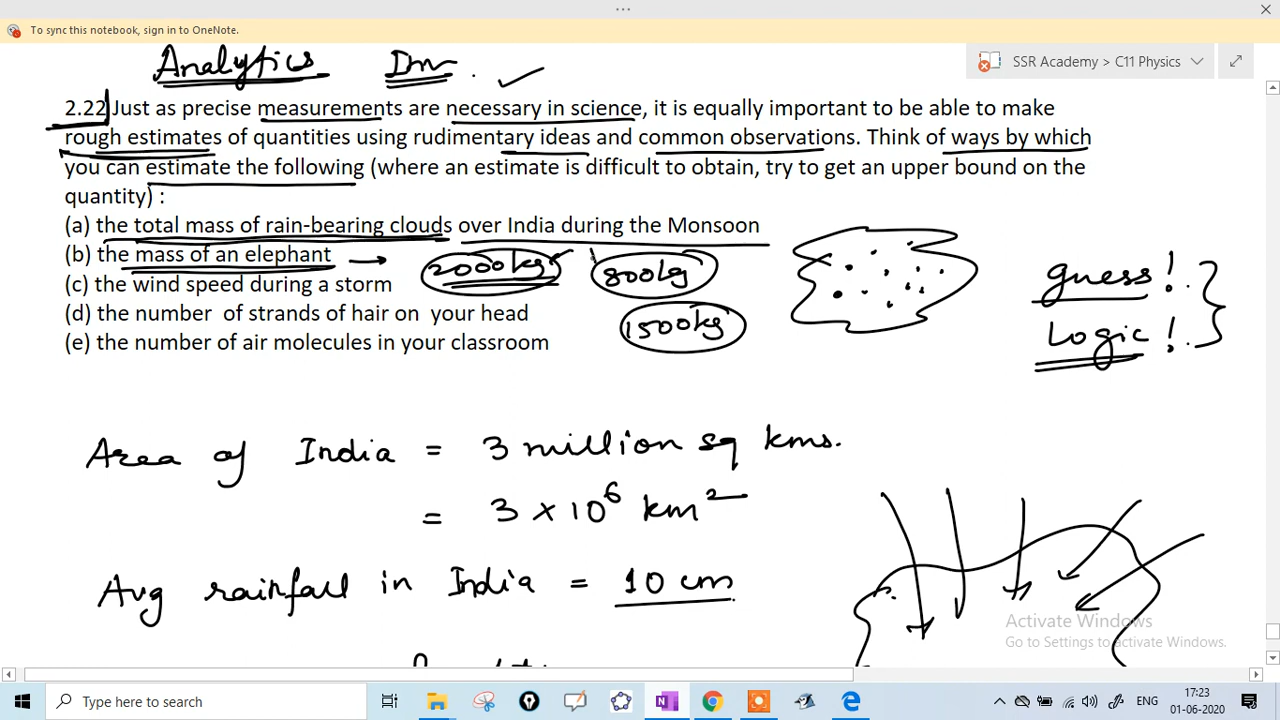 To sync this notebook, sign in to OneNote.
SSR Academy > C11 Physics
Analytics
2.22 Just as precise measurements are necessary in science, it is equally important to be able to make
rough estimates of quantities using rudimentary ideas and common observations. Think of ways by which
you can estimate the following (where an estimate is difficult to obtain, try to get an upper bound on the
quantity) :
(a) the total mass of rain-bearing clouds over India during the Monsoon
(b) the mass of an elephant → 2000kg 800kg
(c) the wind speed during a storm
1500kg
(d) the number of strands of hair on your head
(e) the number of air molecules in your classroom
guess!
Logic!
Area of India = 3 million sq kms.
= 3 × 10⁶ km²
Avg rainfall in India = 10 cm
Activate Windows
Go to Settings to activate Windows.
Type here to search
ENG
17:23
01-06-2020